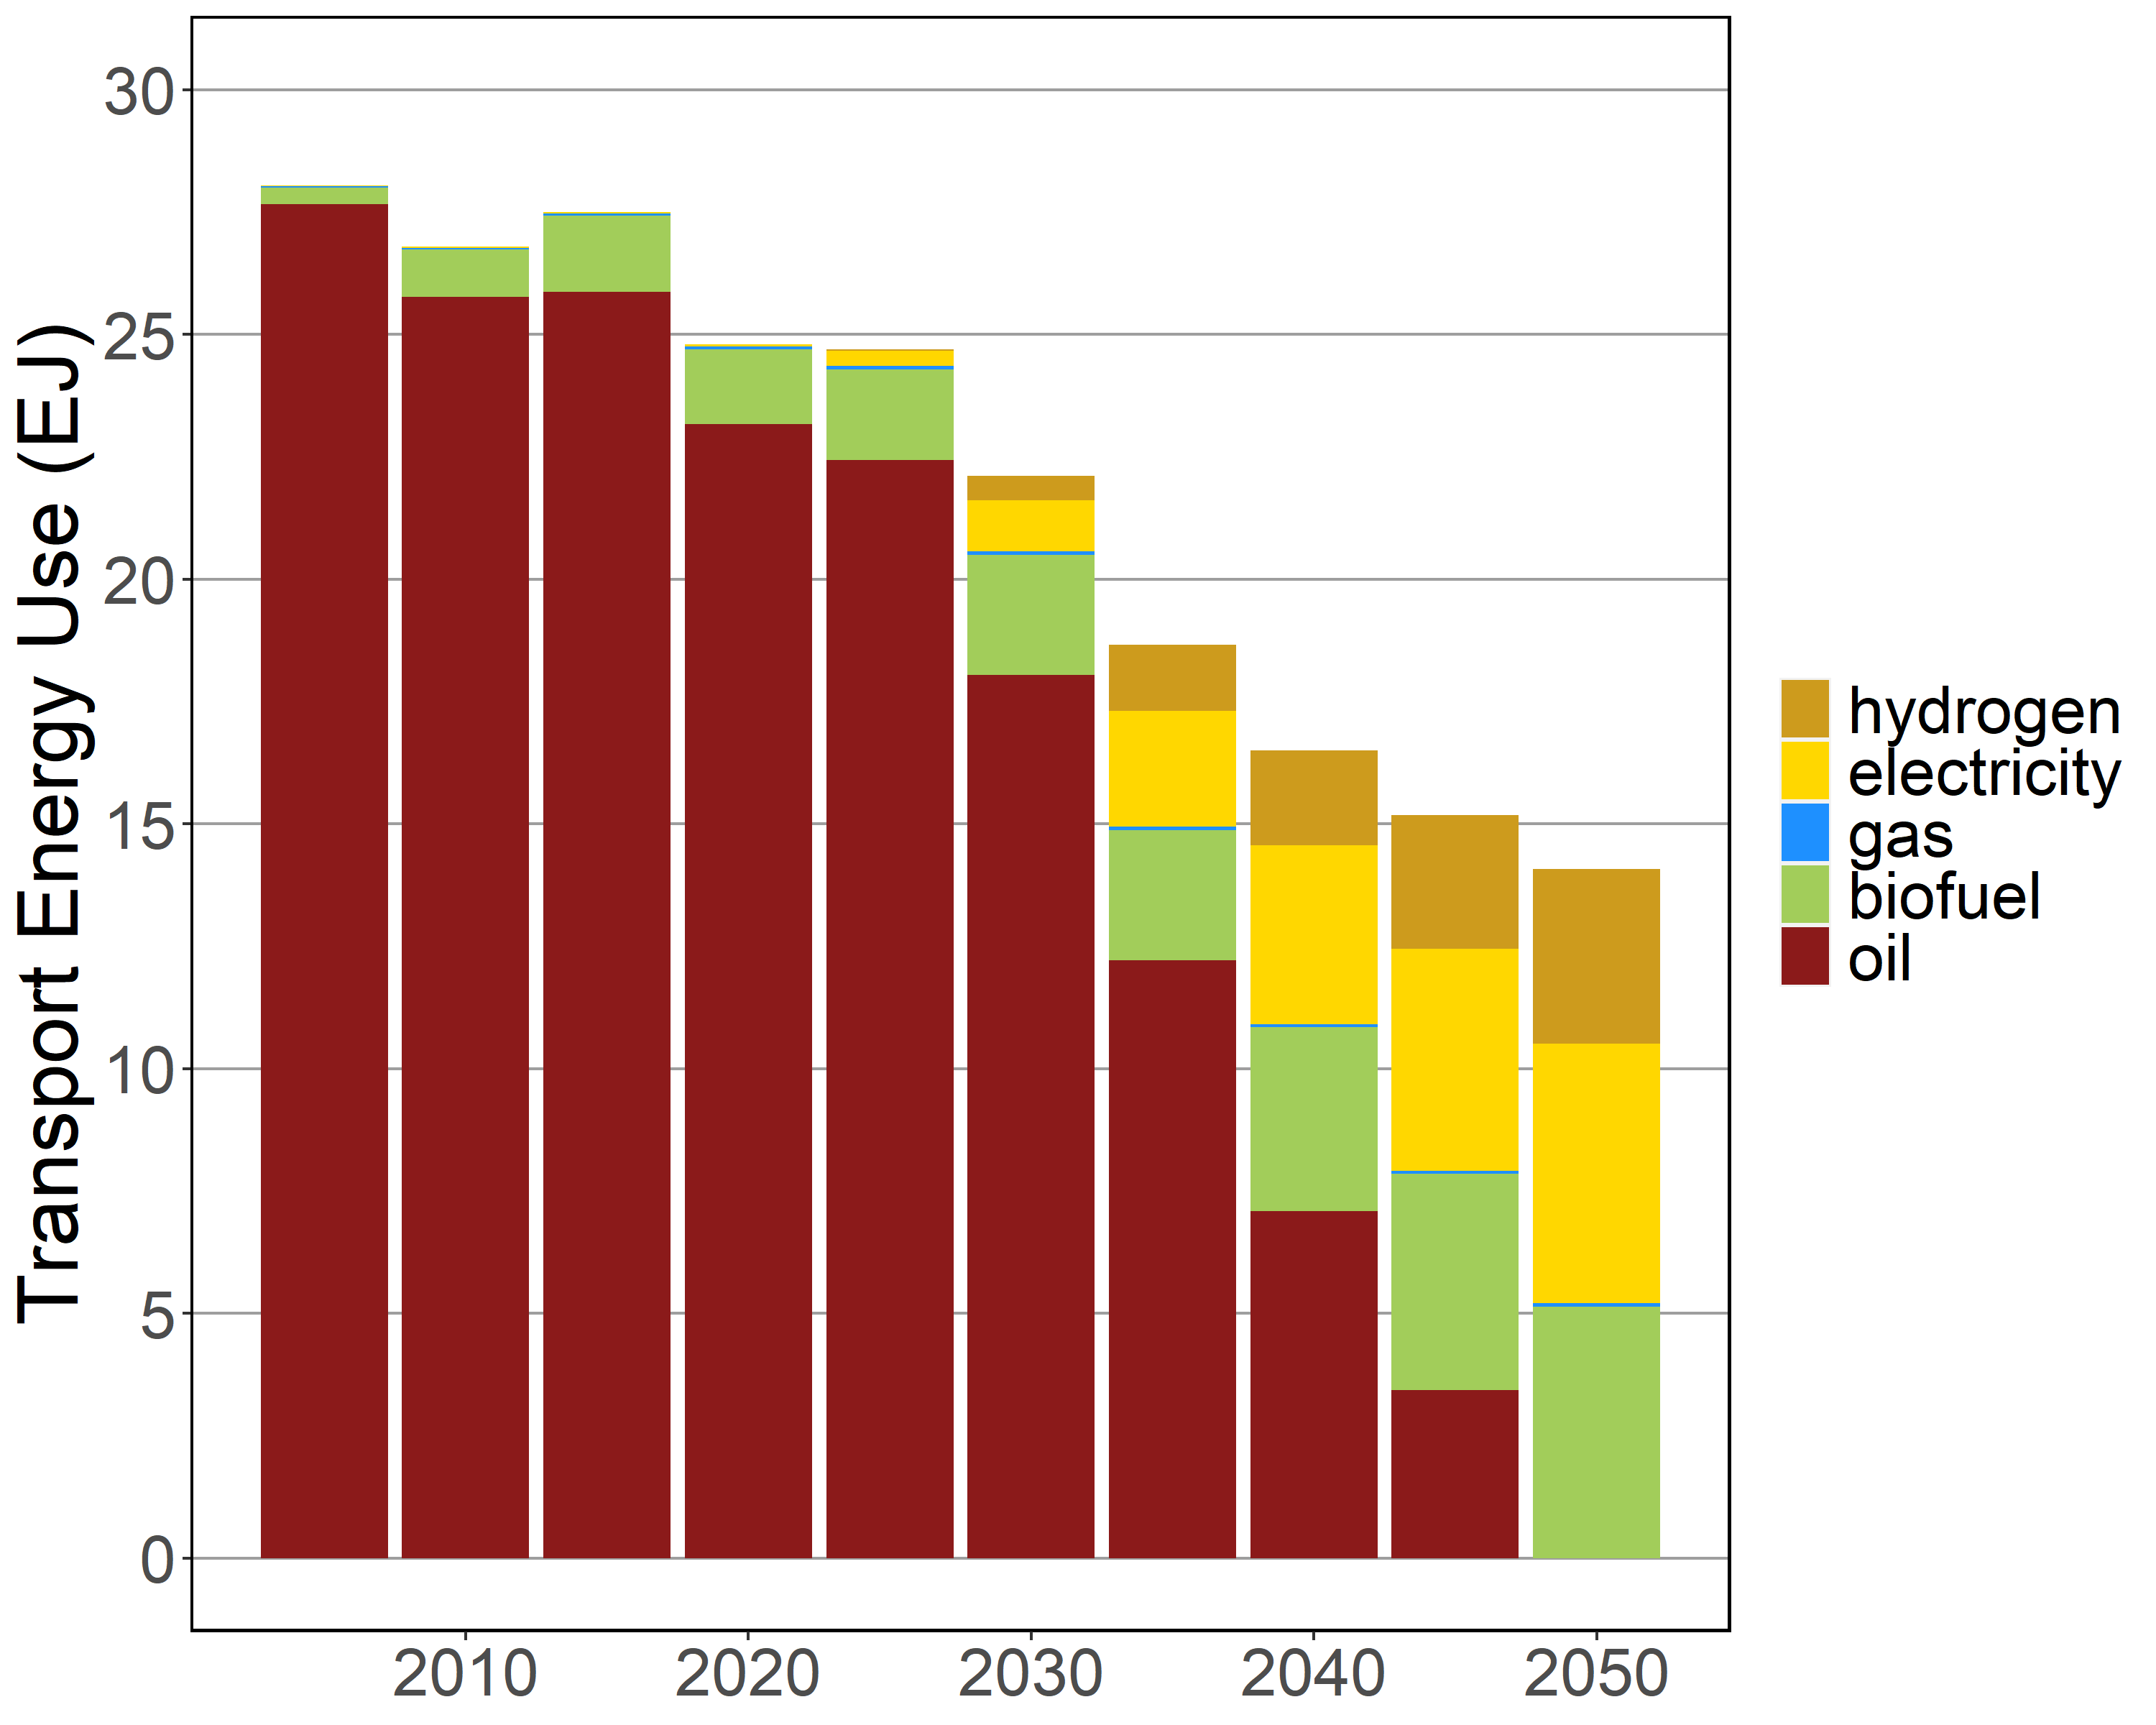 Transport Energy Use (EJ)
30
25
20
15
10
5
0
2010 2020 2030 2040 2050
hydrogen
electricity
gas
biofuel
oil